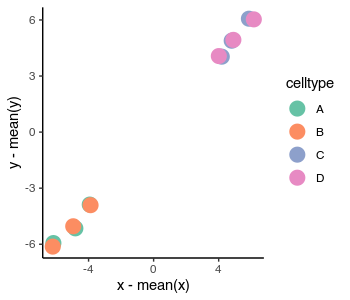 6
3
0
-3
-6
y - mean(y)
-4
0
4
x - mean(x)
celltype
A
B
C
D